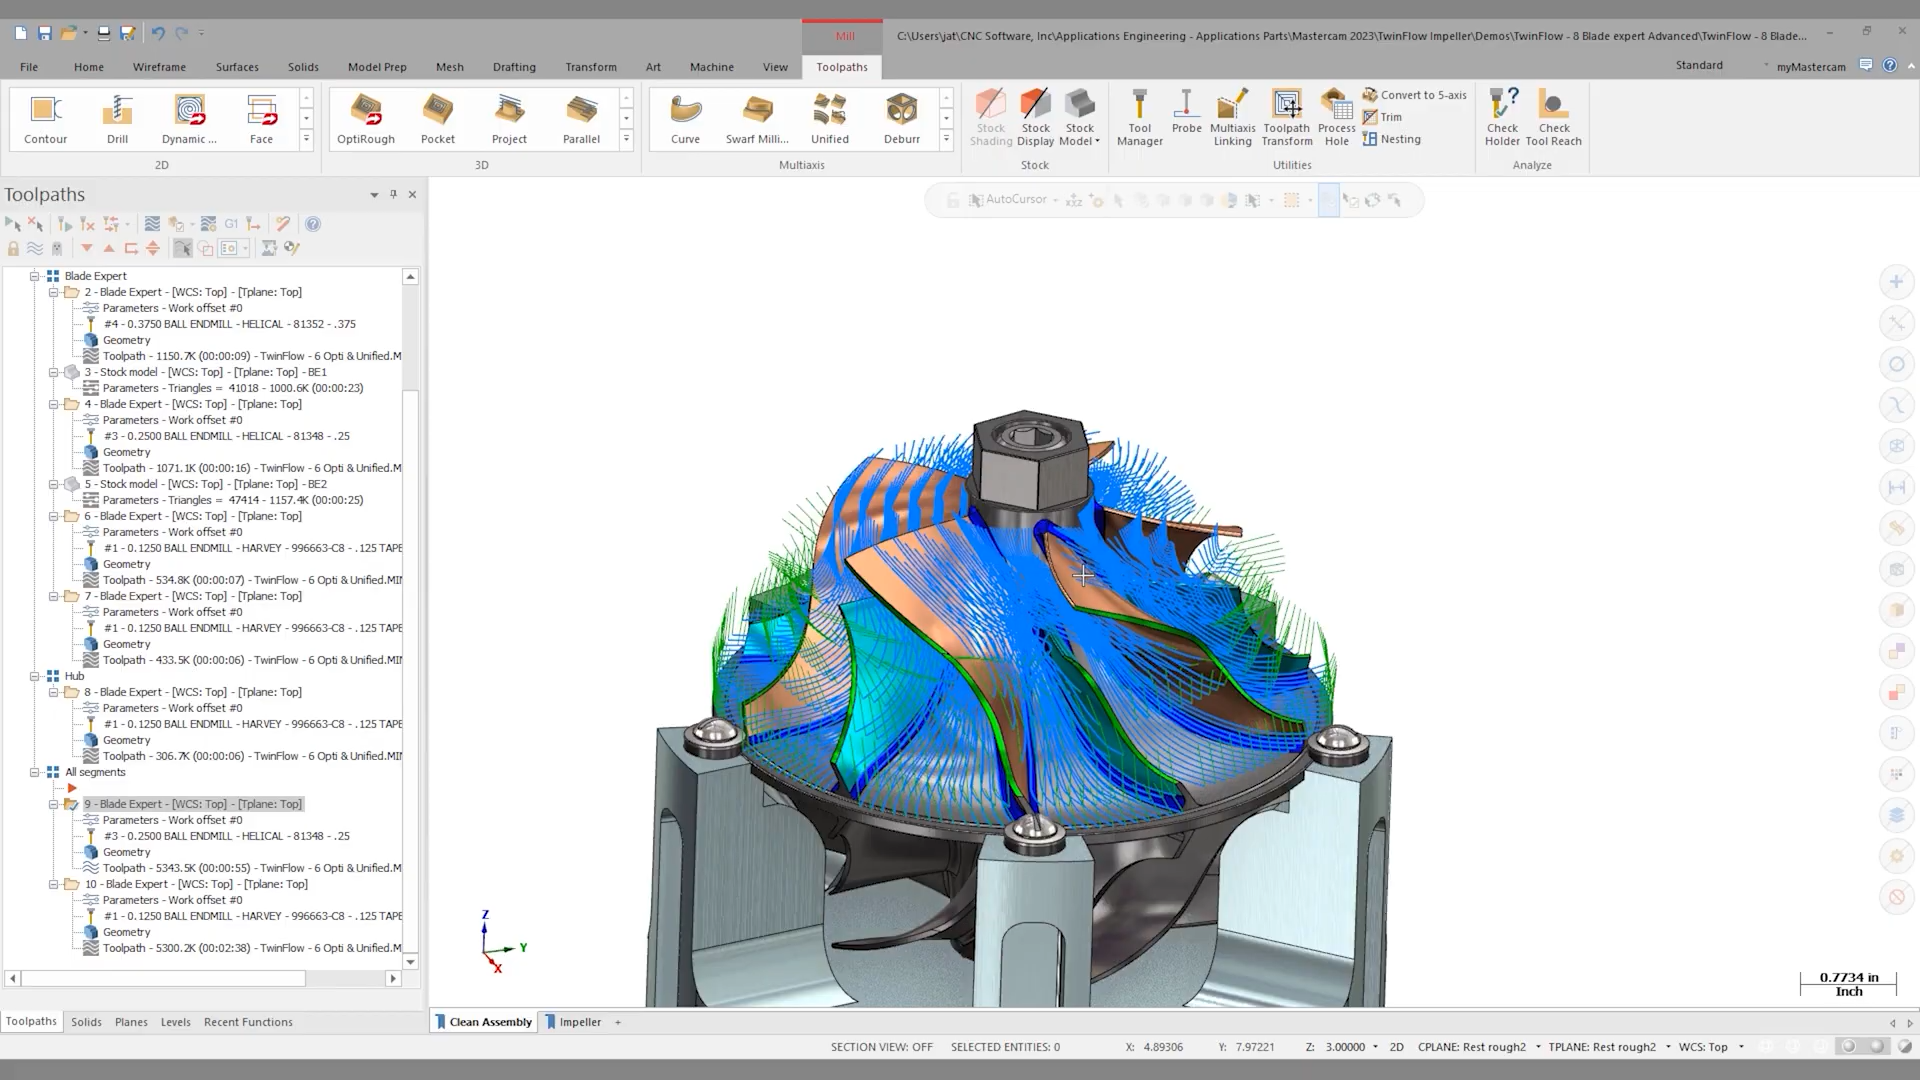 Mill
C:\Users\jat\CNC Software, Inc\Applications Engineering - Applications Parts\Mastercam 2023\TwinFlow Impeller\Demos\TwinFlow - 8 Blade expert Advanced\TwinFlow - 8 Blade...
File Home Wireframe Surfaces Solids Model Prep Mesh Drafting Transform Art Machine View Toolpaths
Standard myMastercam
Contour Drill Dynamic ... Face
2D
OptiRough Pocket Project Parallel
3D
Curve Swarf Milli... Unified Deburr
Multiaxis
Stock Shading
Stock Display
Stock Model
Stock
Tool Manager
Probe
Multiaxis Linking
Toolpath Transform
Process Hole
Convert to 5-axis
Trim
Nesting
Utilities
Check Holder
Check Tool Reach
Analyze
Toolpaths
G1
AutoCursor
Blade Expert
2 - Blade Expert - [WCS: Top] - [Tplane: Top]
Parameters - Work offset #0
#4 - 0.3750 BALL ENDMILL - HELICAL - 81352 - .375
Geometry
Toolpath - 1150.7K (00:00:09) - TwinFlow - 6 Opti & Unified.M
3 - Stock model - [WCS: Top] - [Tplane: Top] - BE1
Parameters - Triangles = 41018 - 1000.6K (00:00:23)
4 - Blade Expert - [WCS: Top] - [Tplane: Top]
Parameters - Work offset #0
#3 - 0.2500 BALL ENDMILL - HELICAL - 81348 - .25
Geometry
Toolpath - 1071.1K (00:00:16) - TwinFlow - 6 Opti & Unified.M
5 - Stock model - [WCS: Top] - [Tplane: Top] - BE2
Parameters - Triangles = 47414 - 1157.4K (00:00:25)
6 - Blade Expert - [WCS: Top] - [Tplane: Top]
Parameters - Work offset #0
#1 - 0.1250 BALL ENDMILL - HARVEY - 996663-C8 - .125 TAPE
Geometry
Toolpath - 534.8K (00:00:07) - TwinFlow - 6 Opti & Unified.MI
7 - Blade Expert - [WCS: Top] - [Tplane: Top]
Parameters - Work offset #0
#1 - 0.1250 BALL ENDMILL - HARVEY - 996663-C8 - .125 TAPE
Geometry
Toolpath - 433.5K (00:00:06) - TwinFlow - 6 Opti & Unified.MI
Hub
8 - Blade Expert - [WCS: Top] - [Tplane: Top]
Parameters - Work offset #0
#1 - 0.1250 BALL ENDMILL - HARVEY - 996663-C8 - .125 TAPE
Geometry
Toolpath - 306.7K (00:00:06) - TwinFlow - 6 Opti & Unified.MI
All segments
9 - Blade Expert - [WCS: Top] - [Tplane: Top]
Parameters - Work offset #0
#3 - 0.2500 BALL ENDMILL - HELICAL - 81348 - .25
Geometry
Toolpath - 5343.5K (00:00:55) - TwinFlow - 6 Opti & Unified.M
10 - Blade Expert - [WCS: Top] - [Tplane: Top]
Parameters - Work offset #0
#1 - 0.1250 BALL ENDMILL - HARVEY - 996663-C8 - .125 TAPE
Geometry
Toolpath - 5300.2K (00:02:38) - TwinFlow - 6 Opti & Unified.M
Z
Y
X
0.7734 in
Inch
Toolpaths Solids Planes Levels Recent Functions
Clean Assembly Impeller +
SECTION VIEW: OFF SELECTED ENTITIES: 0 X: 4.89306 Y: 7.97221 Z: 3.00000 2D CPLANE: Rest rough2 TPLANE: Rest rough2 WCS: Top